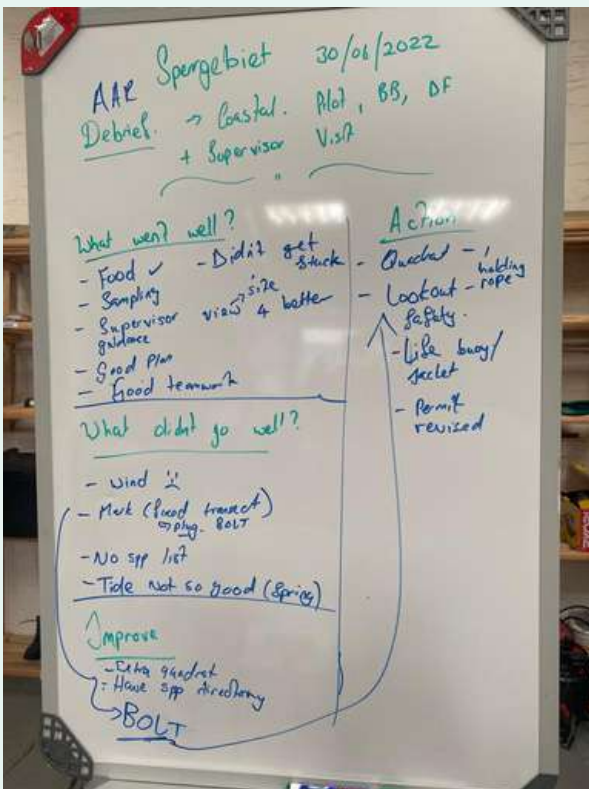 AAR Spergebiet 30/06/2022
Debrief. → Coastal. Pilot, BB, DF
+ Supervisor Visit
"
What went well?
- Food ✓ - Didn't get stuck
- Sampling
- Supervisor guidance view → size 4 better
- Good plan
- Good teamwork
What didnt go well?
- Wind ☹
- Mark (fixed transect)
→ plug. BOLT
- No spp list
- Tide not so good (Spring)
Improve
- Extra quadrat
- Have spp directory
→ BOLT
Action
- Quadrat - 1
- Lookout - holding rope
Safety.
- Life buoy/
Jacket
- Permit
revised